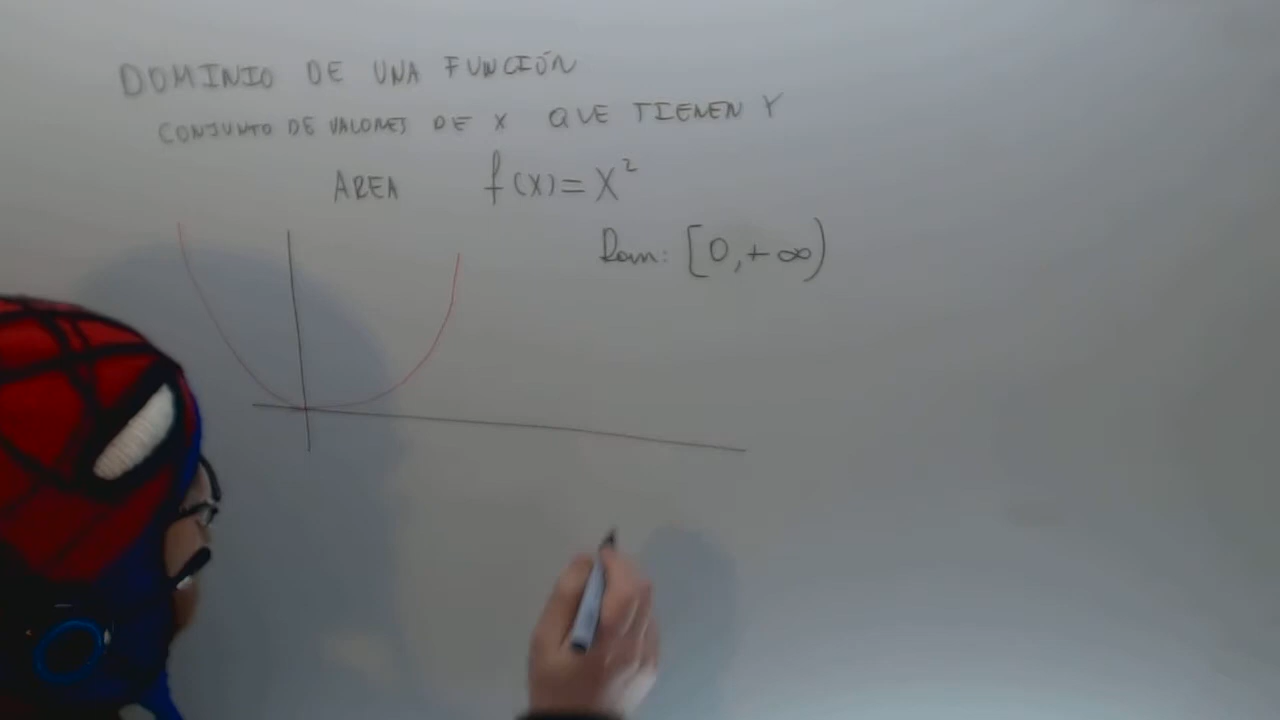 DOMINIO DE UNA FUNCIÓN
CONJUNTO DE VALORES DE X QUE TIENEN Y
AREA f(x)=x²
Dom: [0,+∞)